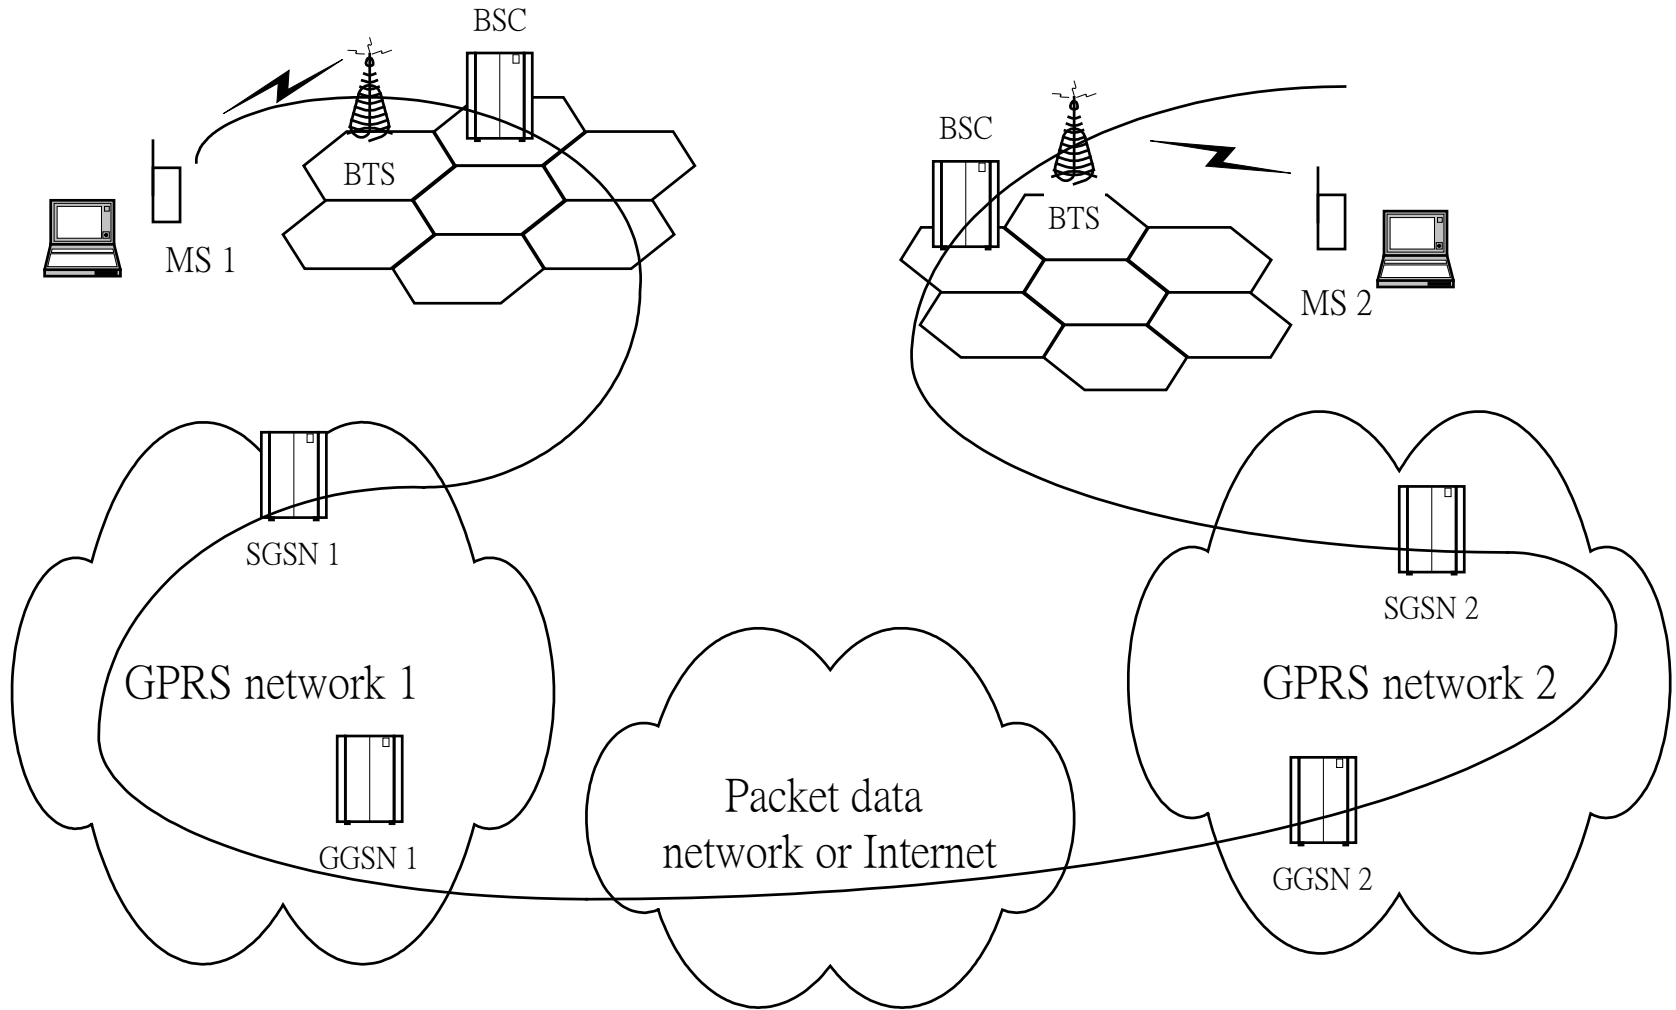 BSC
BSC
BTS
BTS
MS 1
MS 2
SGSN 1
SGSN 2
GPRS network 1
GPRS network 2
Packet data
network or Internet
GGSN 1
GGSN 2